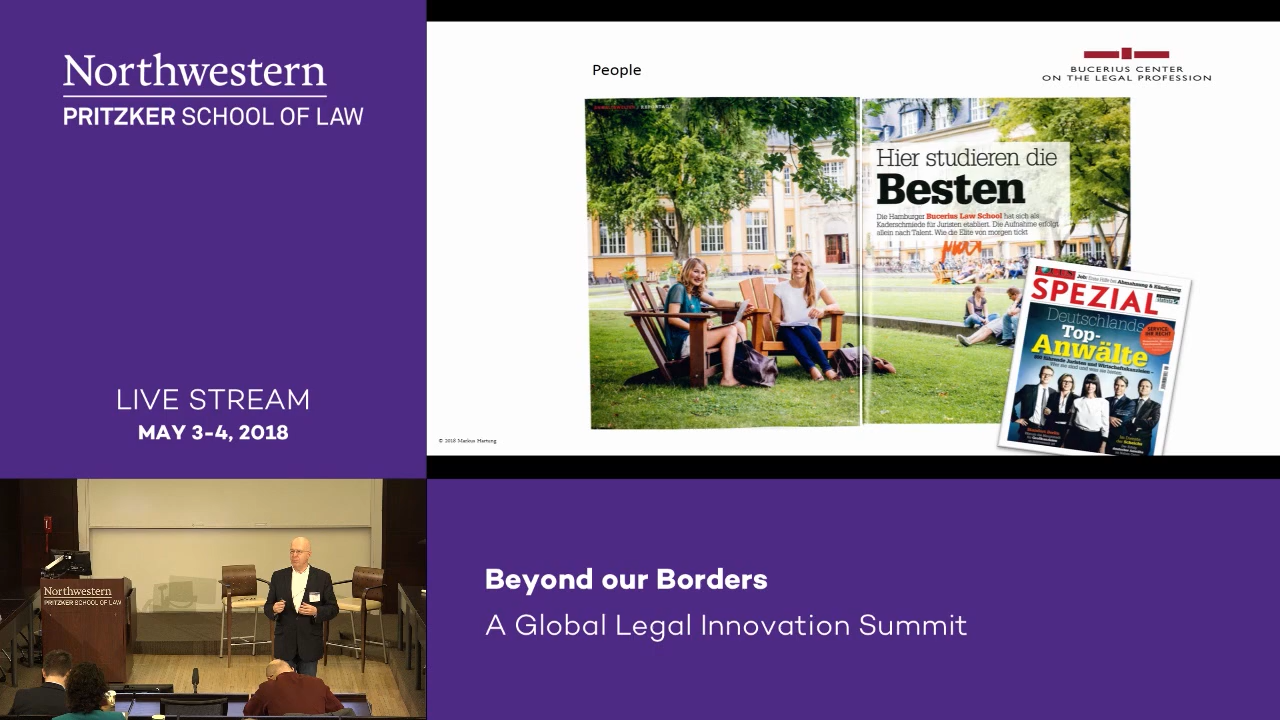 Northwestern
PRITZKER SCHOOL OF LAW
LIVE STREAM
MAY 3-4, 2018
People
BUCERIUS CENTER
ON THE LEGAL PROFESSION
REPORTAGE
Hier studieren die
Besten
Die Hamburger Bucerius Law School hat sich als
Kaderschmiede für Juristen etabliert. Die Aufnahme erfolgt
allein nach Talent. Wie die Elite von morgen tickt
SPEZIAL
Deutschlands
Top-
Anwälte
© 2018 Markus Hartung
Northwestern
PRITZKER SCHOOL OF LAW
Beyond our Borders
A Global Legal Innovation Summit